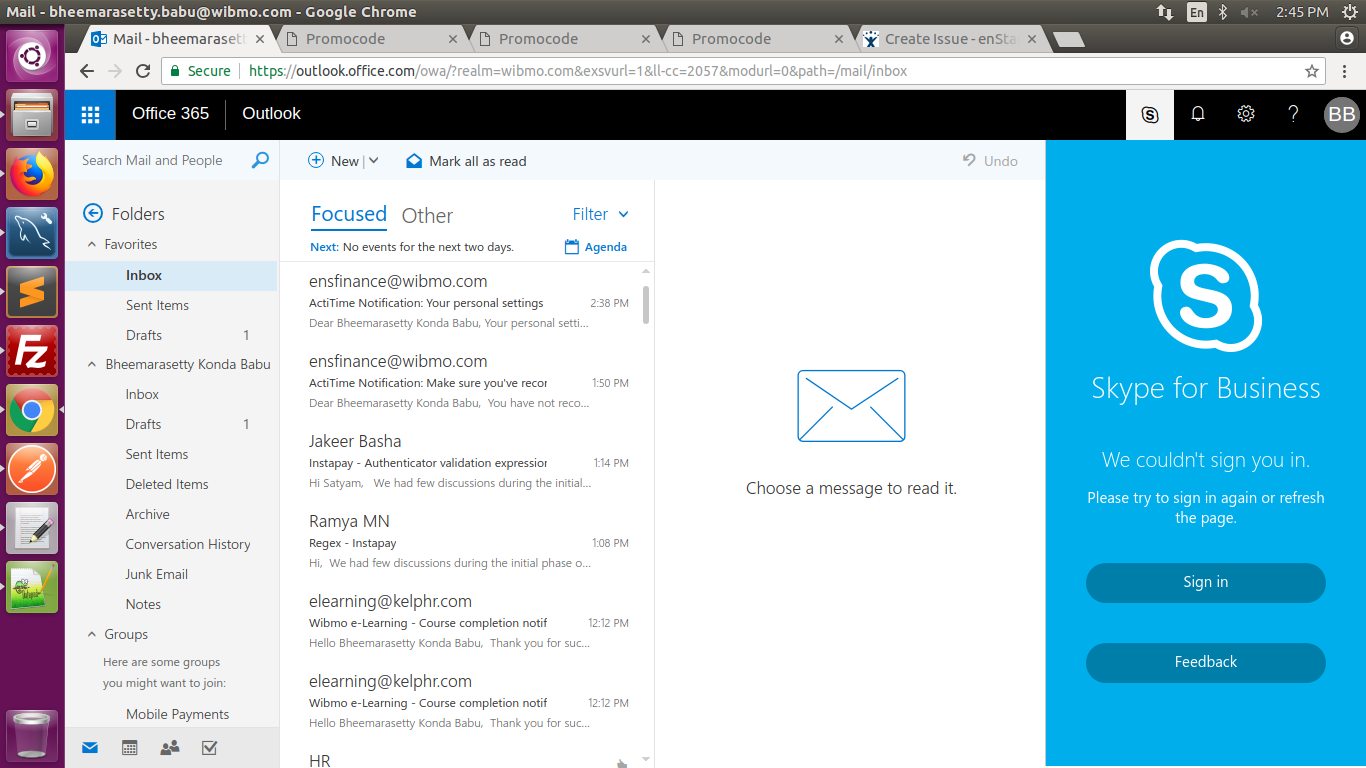 Mail - bheemarasetty.babu@wibmo.com - Google Chrome
En
2:45 PM
Mail - bheemarasett
Promocode
Promocode
Promocode
Create Issue - enSta
Secure
https://outlook.office.com/owa/?realm=wibmo.com&exsvurl=1&ll-cc=2057&modurl=0&path=/mail/inbox
Office 365
Outlook
BB
Search Mail and People
New
Mark all as read
Undo
Folders
Favorites
Inbox
Sent Items
Drafts 1
Bheemarasetty Konda Babu
Inbox
Drafts 1
Sent Items
Deleted Items
Archive
Conversation History
Junk Email
Notes
Groups
Here are some groups
you might want to join:
Mobile Payments
Focused Other Filter
Next: No events for the next two days. Agenda
ensfinance@wibmo.com
ActiTime Notification: Your personal settings 2:38 PM
Dear Bheemarasetty Konda Babu, Your personal setti...
ensfinance@wibmo.com
ActiTime Notification: Make sure you've recor 1:50 PM
Dear Bheemarasetty Konda Babu, You have not reco...
Jakeer Basha
Instapay - Authenticator validation expression 1:14 PM
Hi Satyam, We had few discussions during the initial...
Ramya MN
Regex - Instapay 1:08 PM
Hi, We had few discussions during the initial phase o...
elearning@kelphr.com
Wibmo e-Learning - Course completion notif 12:12 PM
Hello Bheemarasetty Konda Babu, Thank you for suc...
elearning@kelphr.com
Wibmo e-Learning - Course completion notif 12:12 PM
Hello Bheemarasetty Konda Babu, Thank you for suc...
HR
Choose a message to read it.
Skype for Business
We couldn't sign you in.
Please try to sign in again or refresh
the page.
Sign in
Feedback
Fz